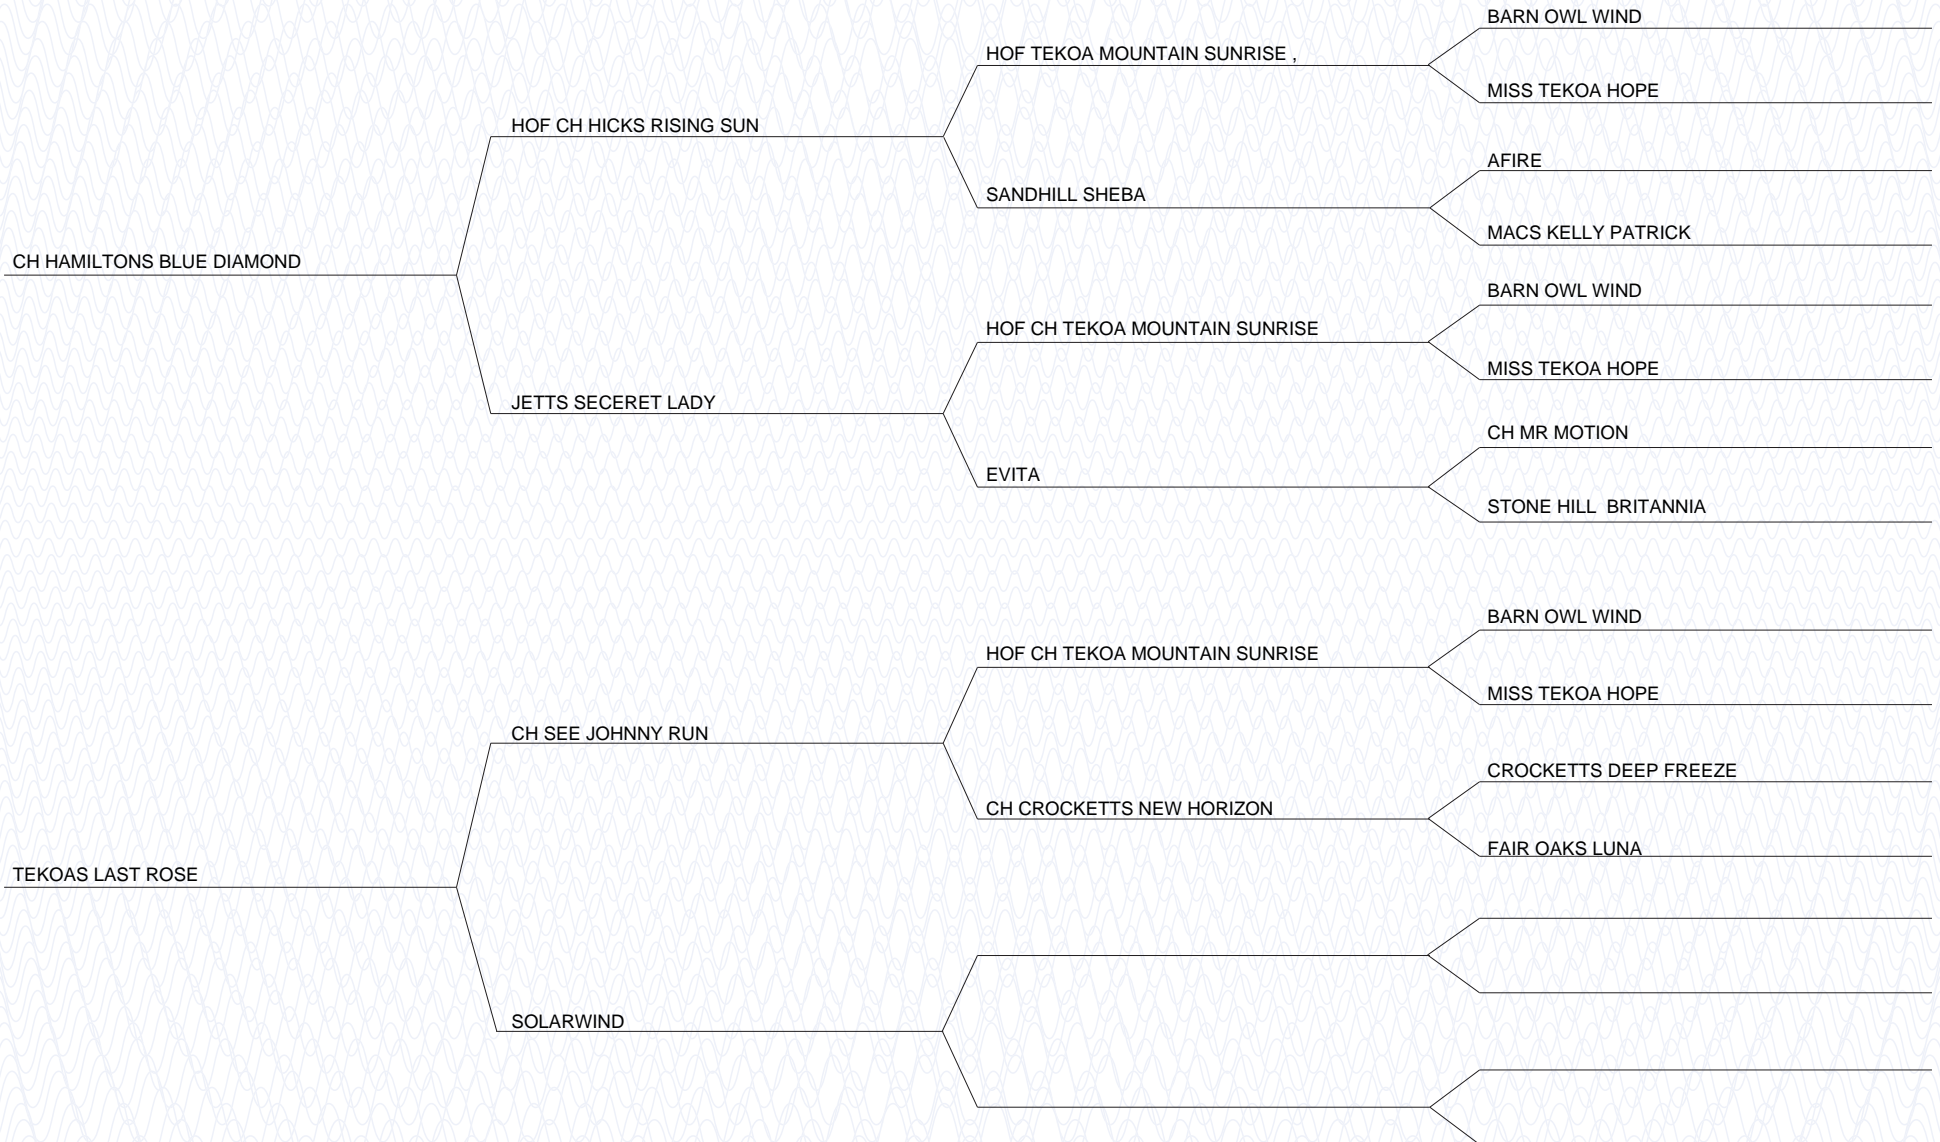 BARN OWL WIND
HOF TEKOA MOUNTAIN SUNRISE ,
MISS TEKOA HOPE
HOF CH HICKS RISING SUN
AFIRE
SANDHILL SHEBA
MACS KELLY PATRICK
CH HAMILTONS BLUE DIAMOND
BARN OWL WIND
HOF CH TEKOA MOUNTAIN SUNRISE
MISS TEKOA HOPE
JETTS SECERET LADY
CH MR MOTION
EVITA
STONE HILL  BRITANNIA
BARN OWL WIND
HOF CH TEKOA MOUNTAIN SUNRISE
MISS TEKOA HOPE
CH SEE JOHNNY RUN
CROCKETTS DEEP FREEZE
CH CROCKETTS NEW HORIZON
FAIR OAKS LUNA
TEKOAS LAST ROSE
SOLARWIND